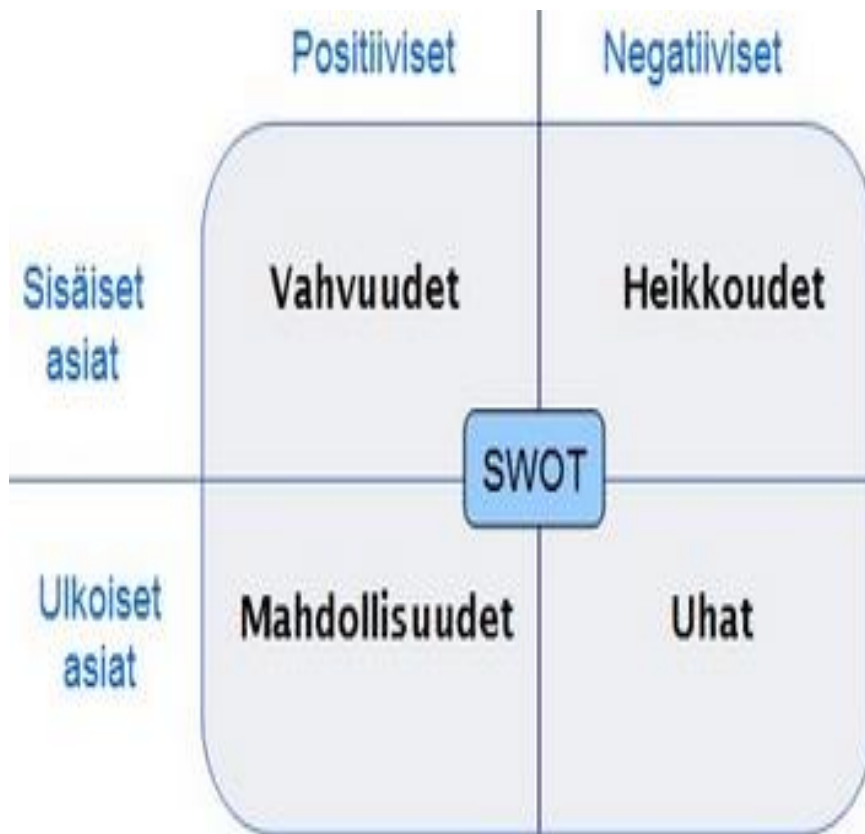 Positiiviset Negatiiviset
Sisäiset
asiat
Vahvuudet Heikkoudet
SWOT
Ulkoiset
asiat
Mahdollisuudet Uhat